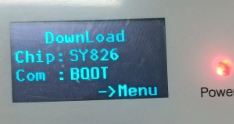 DownLoad
Chip: SY826
Com : BOOT
->Menu
Power